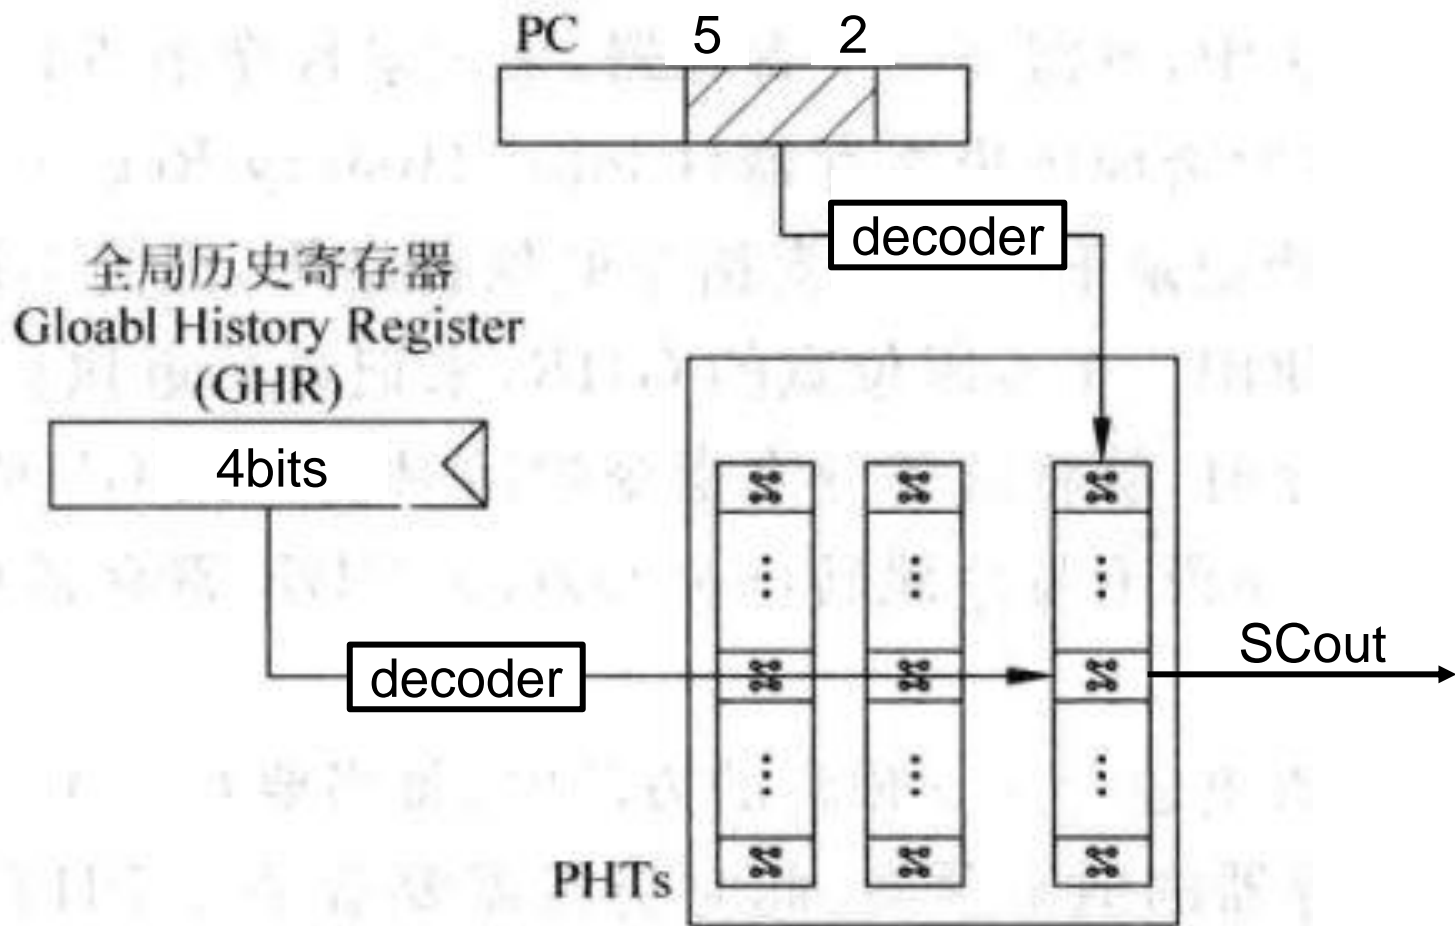 PC 5 2
decoder
全局历史寄存器
Gloabl History Register
(GHR)
4bits
decoder
SCout
PHTs